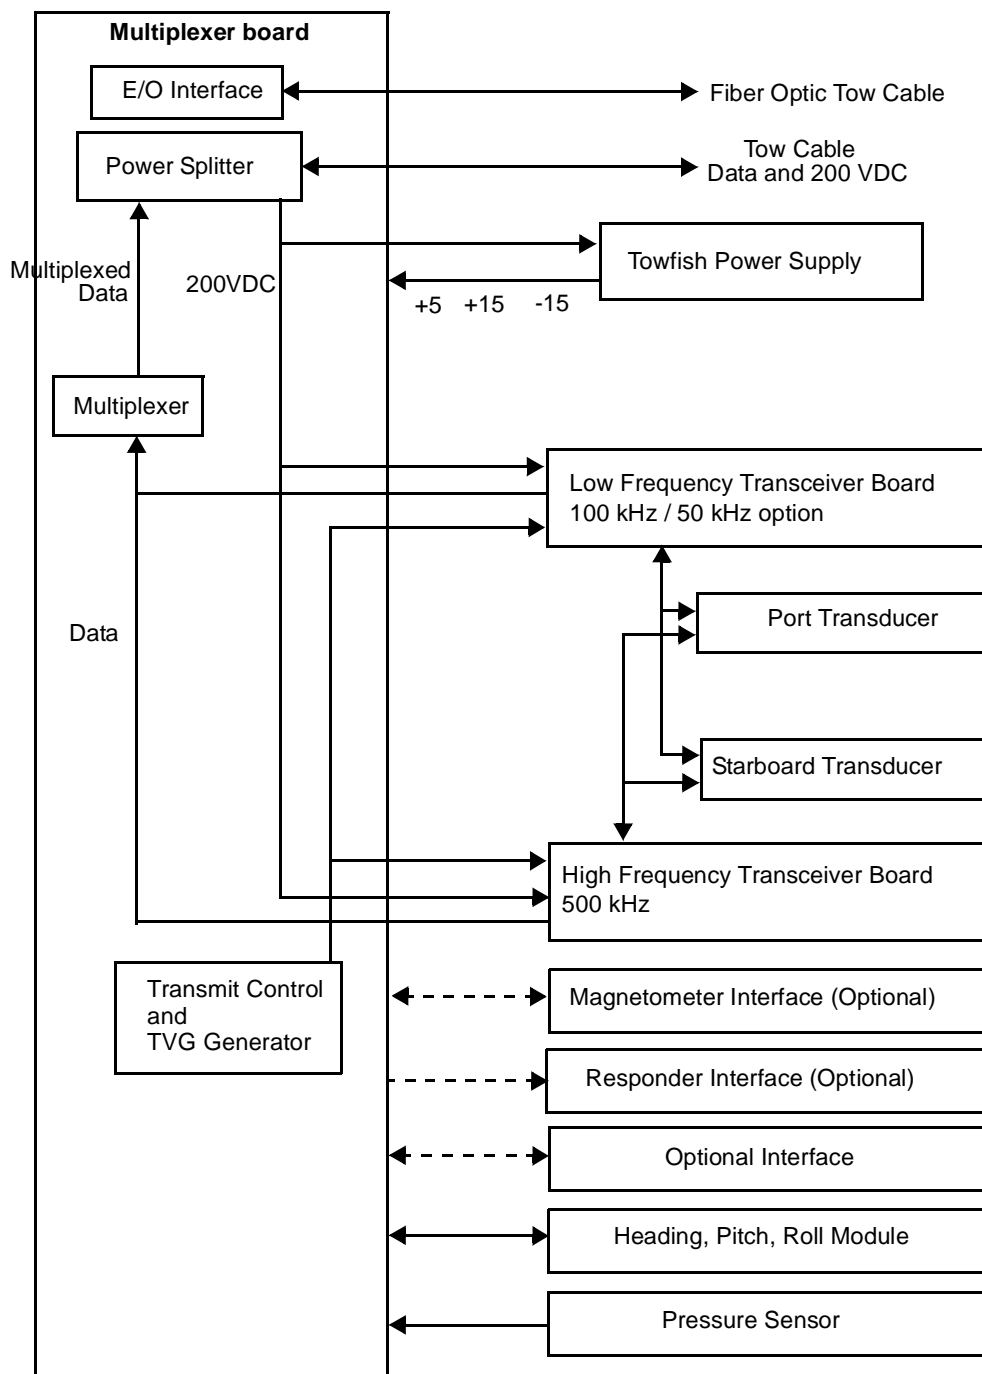 Multiplexer board
E/O Interface
Fiber Optic Tow Cable
Power Splitter
Tow Cable
Data and 200 VDC
Multiplexed
Data
200VDC
Towfish Power Supply
+5 +15 -15
Multiplexer
Low Frequency Transceiver Board
100 kHz / 50 kHz option
Data
Port Transducer
Starboard Transducer
High Frequency Transceiver Board
500 kHz
Transmit Control
and
TVG Generator
Magnetometer Interface (Optional)
Responder Interface (Optional)
Optional Interface
Heading, Pitch, Roll Module
Pressure Sensor